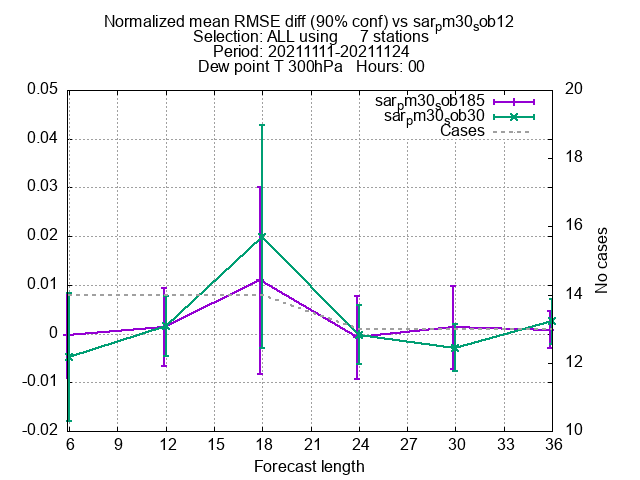 Normalized mean RMSE diff (90% conf) vs sarpm30sob12
Selection: ALL using 7 stations
Period: 20211111-20211124
Dew point T 300hPa Hours: 00
sarpm30sob185
sarpm30sob30
Cases
0.05
0.04
0.03
0.02
0.01
0
-0.01
-0.02
20
18
16
14
12
10
No cases
6 9 12 15 18 21 24 27 30 33 36
Forecast length